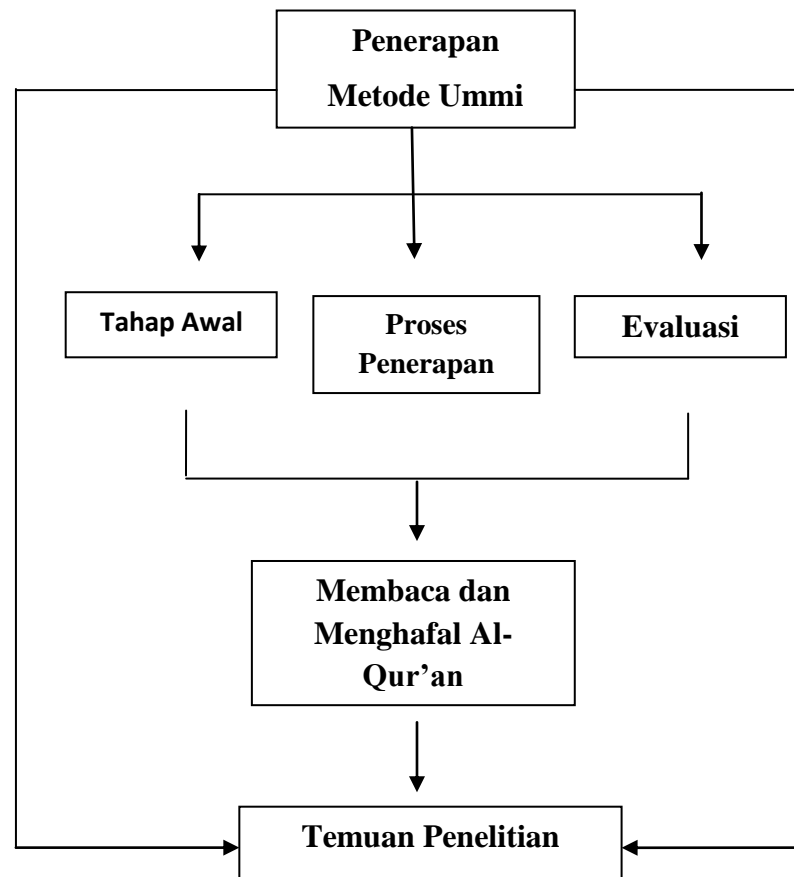 Penerapan
Metode Ummi
Tahap Awal
Proses
Penerapan
Evaluasi
Membaca dan
Menghafal Al-
Qur’an
Temuan Penelitian